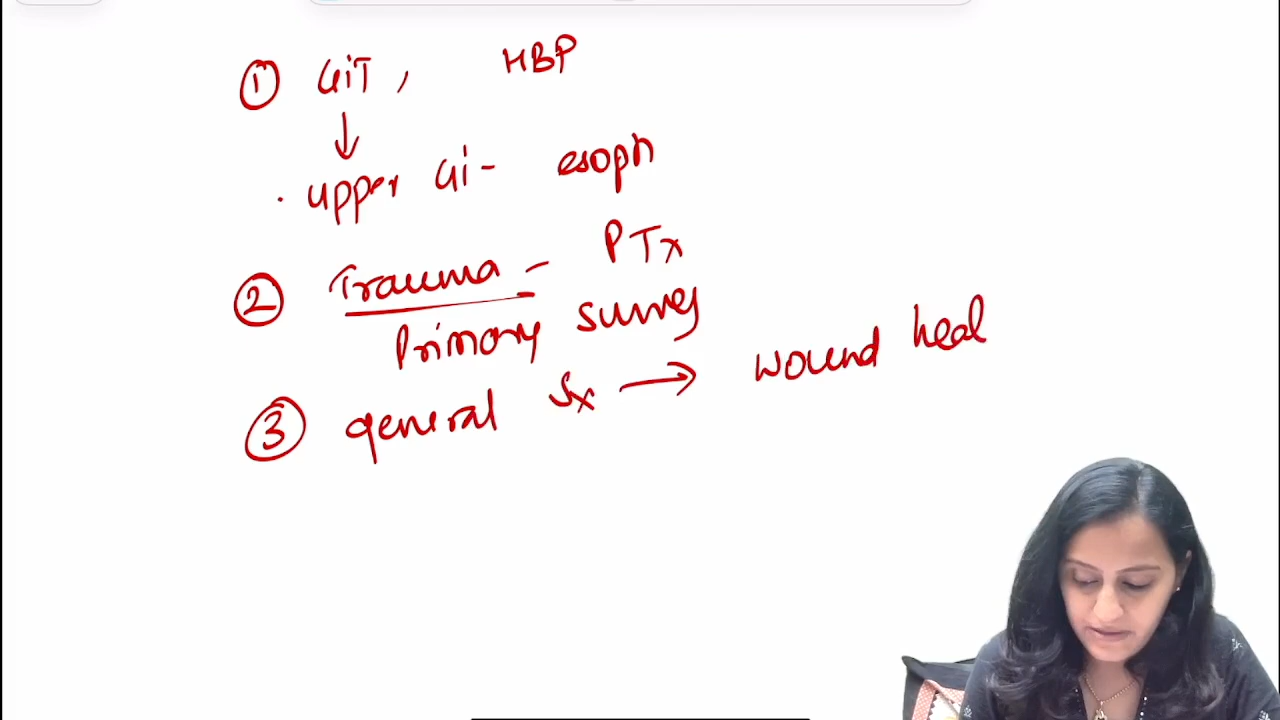 ① GIT, HBP
↓
. Upper GI - esoph
② Trauma - PTx
Primary survey
③ general Sx → wound heal